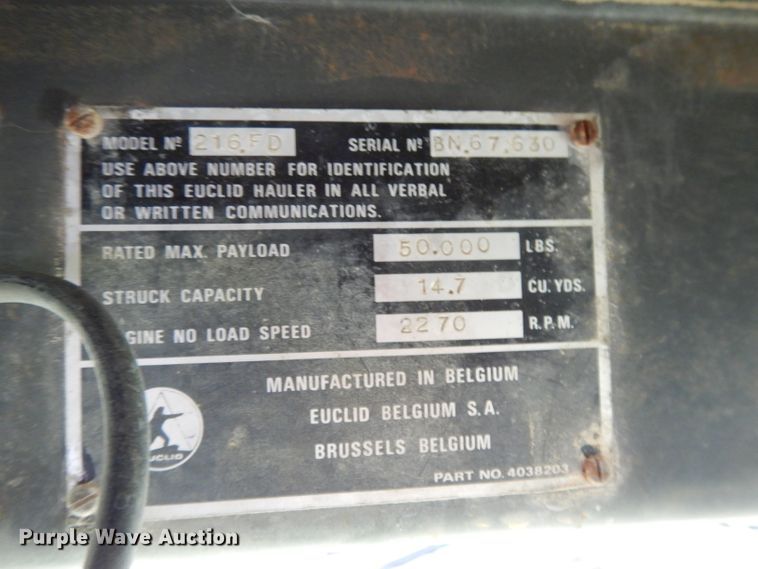 MODEL Nº 216.FD SERIAL Nº BN.67.630
USE ABOVE NUMBER FOR IDENTIFICATION
OF THIS EUCLID HAULER IN ALL VERBAL
OR WRITTEN COMMUNICATIONS.
RATED MAX. PAYLOAD 50.000 LBS.
STRUCK CAPACITY 14.7 CU. YDS.
NO LOAD SPEED 2270 R.P.M.
MANUFACTURED IN BELGIUM
EUCLID BELGIUM S.A.
BRUSSELS BELGIUM
PART NO. 4038203
Purple Wave Auction